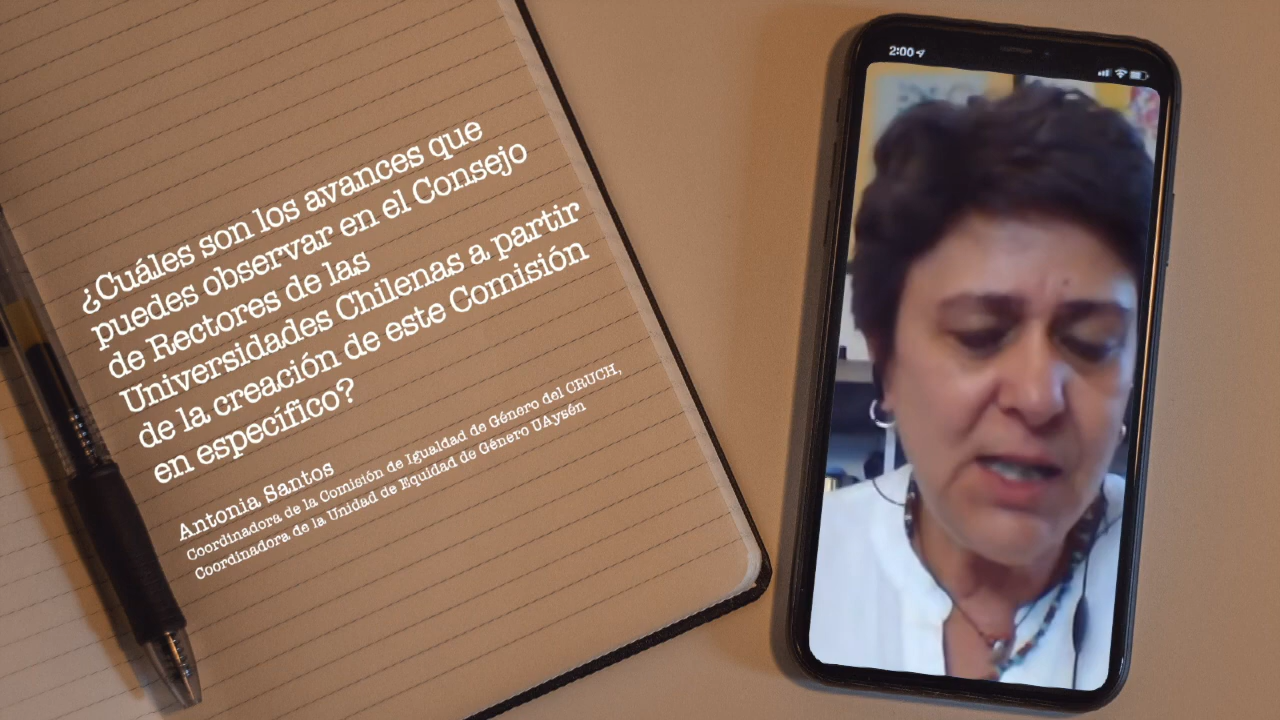 ¿Cuáles son los avances que
puedes observar en el Consejo
de Rectores de las
Universidades Chilenas a partir
de la creación de este Comisión
en específico?
Antonia Santos
Coordinadora de la Comisión de Igualdad de Género del CRUCH,
Coordinadora de la Unidad de Equidad de Género UAysén
2:00